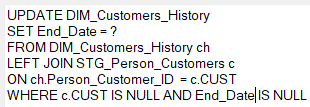 UPDATE DIM_Customers_History
SET End_Date = ?
FROM DIM_Customers_History ch
LEFT JOIN STG_Person_Customers c
ON ch.Person_Customer_ID = c.CUST
WHERE c.CUST IS NULL AND End_Date IS NULL